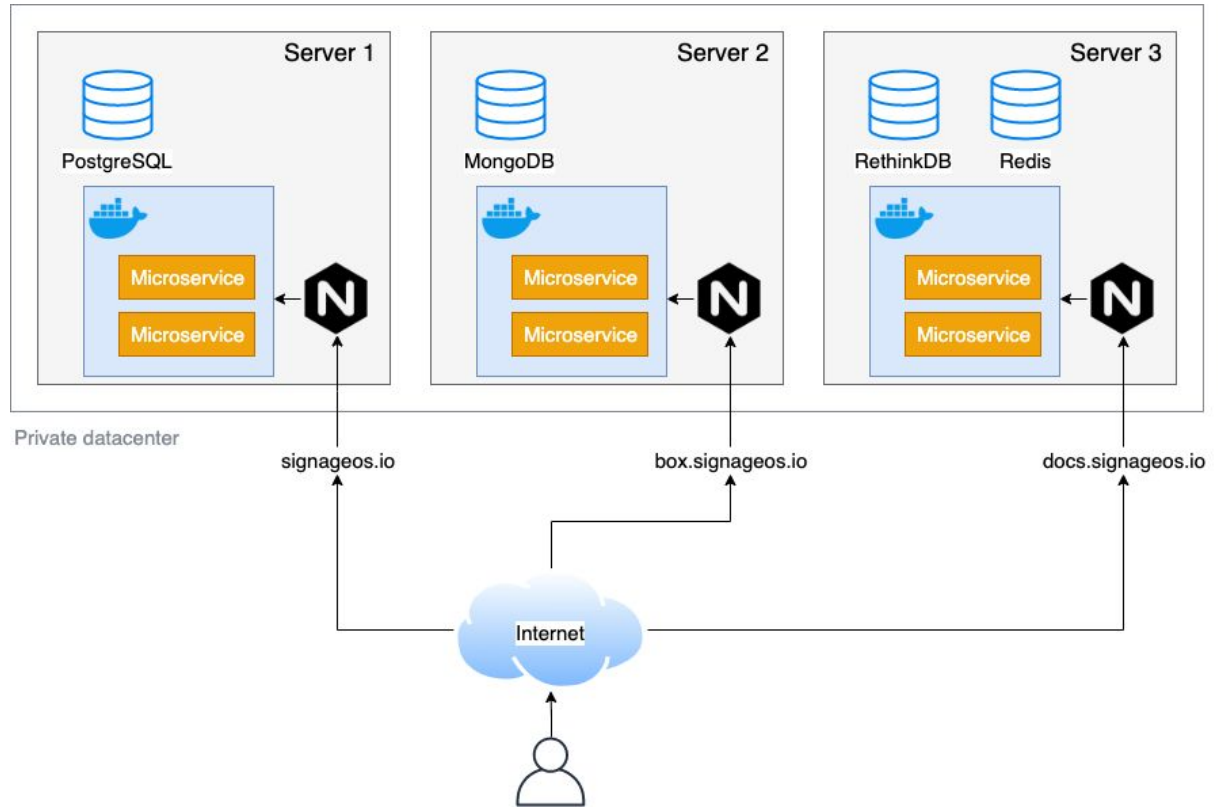 Server 1
Server 2
Server 3
PostgreSQL
MongoDB
RethinkDB
Redis
Microservice
Microservice
Microservice
Microservice
Microservice
Microservice
N
N
N
Private datacenter
signageos.io
box.signageos.io
docs.signageos.io
Internet